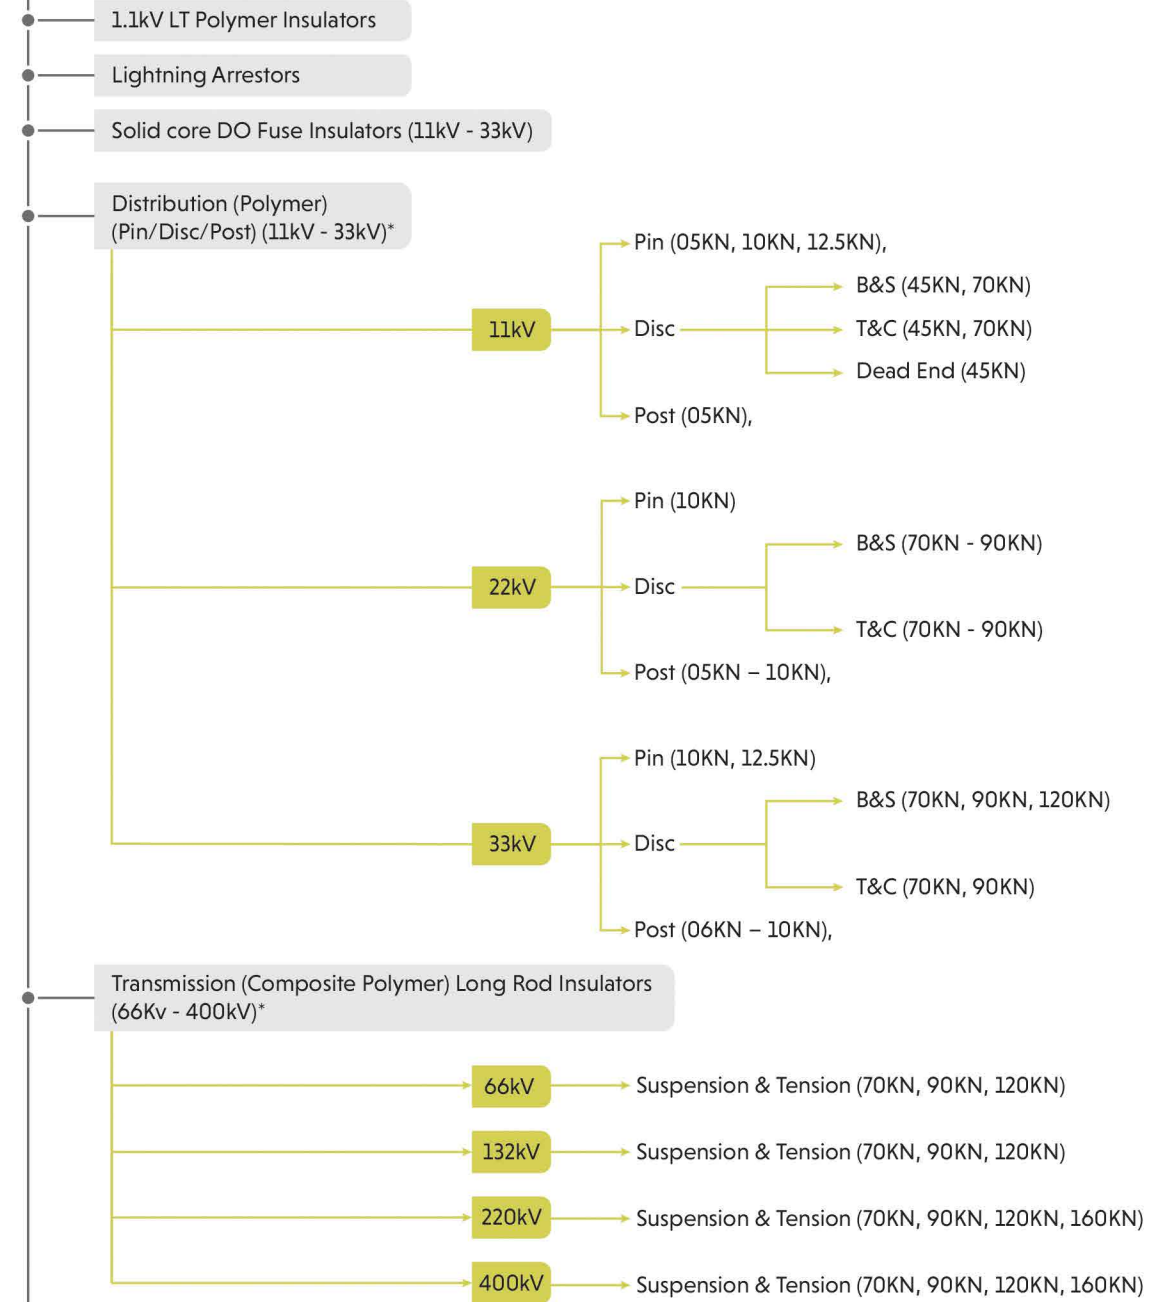 1.1kV LT Polymer Insulators
Lightning Arrestors
Solid core DO Fuse Insulators (11kV - 33kV)
Distribution (Polymer)
(Pin/Disc/Post) (11kV - 33kV)*
11kV
Pin (05KN, 10KN, 12.5KN),
Disc
B&S (45KN, 70KN)
T&C (45KN, 70KN)
Dead End (45KN)
Post (05KN),
22kV
Pin (10KN)
Disc
B&S (70KN - 90KN)
T&C (70KN - 90KN)
Post (05KN – 10KN),
33kV
Pin (10KN, 12.5KN)
Disc
B&S (70KN, 90KN, 120KN)
T&C (70KN, 90KN)
Post (06KN – 10KN),
Transmission (Composite Polymer) Long Rod Insulators
(66Kv - 400kV)*
66kV
Suspension & Tension (70KN, 90KN, 120KN)
132kV
Suspension & Tension (70KN, 90KN, 120KN)
220kV
Suspension & Tension (70KN, 90KN, 120KN, 160KN)
400kV
Suspension & Tension (70KN, 90KN, 120KN, 160KN)